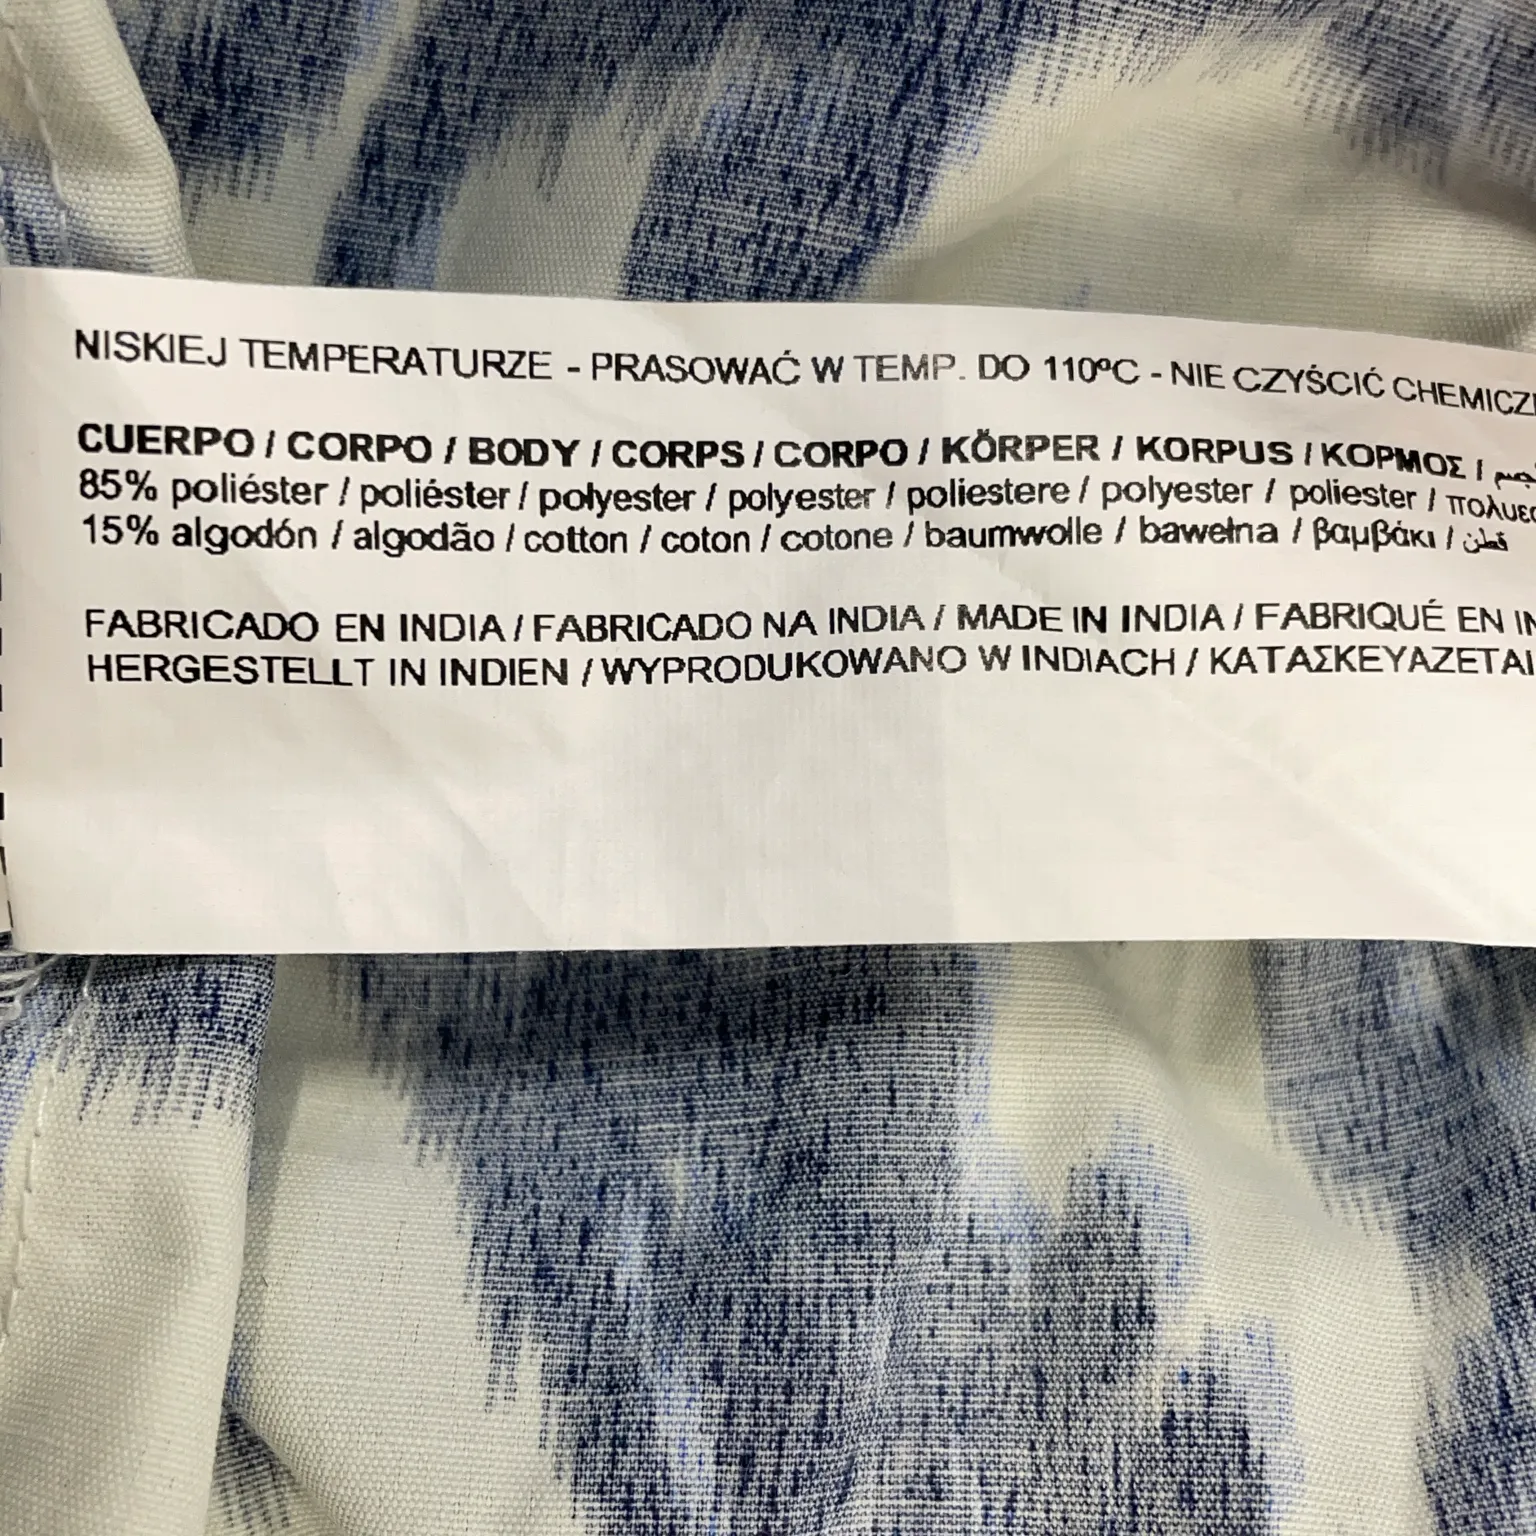 NISKIEJ TEMPERATURZE - PRASOWAĆ W TEMP. DO 110ºC - NIE CZYŚCIĆ
CUERPO / CORPO / BODY / CORPS / CORPO / KÖRPER / KORPUS / ΚΟΡΜΟΣ /
85% poliéster / poliéster / polyester / polyester / poliestere / polyester / poliester /
15% algodón / algodão / cotton / coton / cotone / baumwolle / bawełna / βαμβάκι / قطن
FABRICADO EN INDIA / FABRICADO NA INDIA / MADE IN INDIA / FABRIQUÉ EN
HERGESTELLT IN INDIEN / WYPRODUKOWANO W INDIACH / ΚΑΤΑΣΚΕΥΑΖΕΤΑΙ